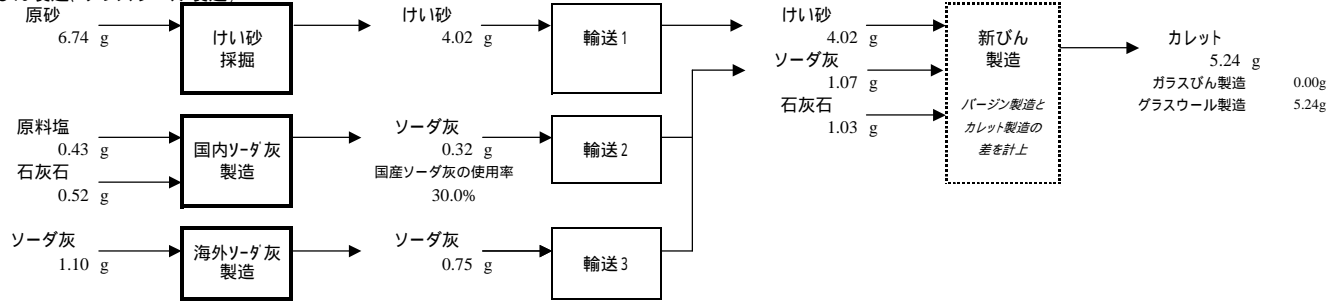 原砂
6.74 g
けい砂
採掘
けい砂
4.02 g
輸送1
けい砂
4.02 g
ソーダ灰
1.07 g
石灰石
1.03 g
新びん
製造
バージン製造と
カレット製造の
差を計上
カレット
5.24 g
ガラスびん製造 0.00g
グラスウール製造 5.24g
原料塩
0.43 g
石灰石
0.52 g
国内ソーダ灰
製造
ソーダ灰
0.32 g
国産ソーダ灰の使用率
30.0%
輸送2
ソーダ灰
1.10 g
海外ソーダ灰
製造
ソーダ灰
0.75 g
輸送3